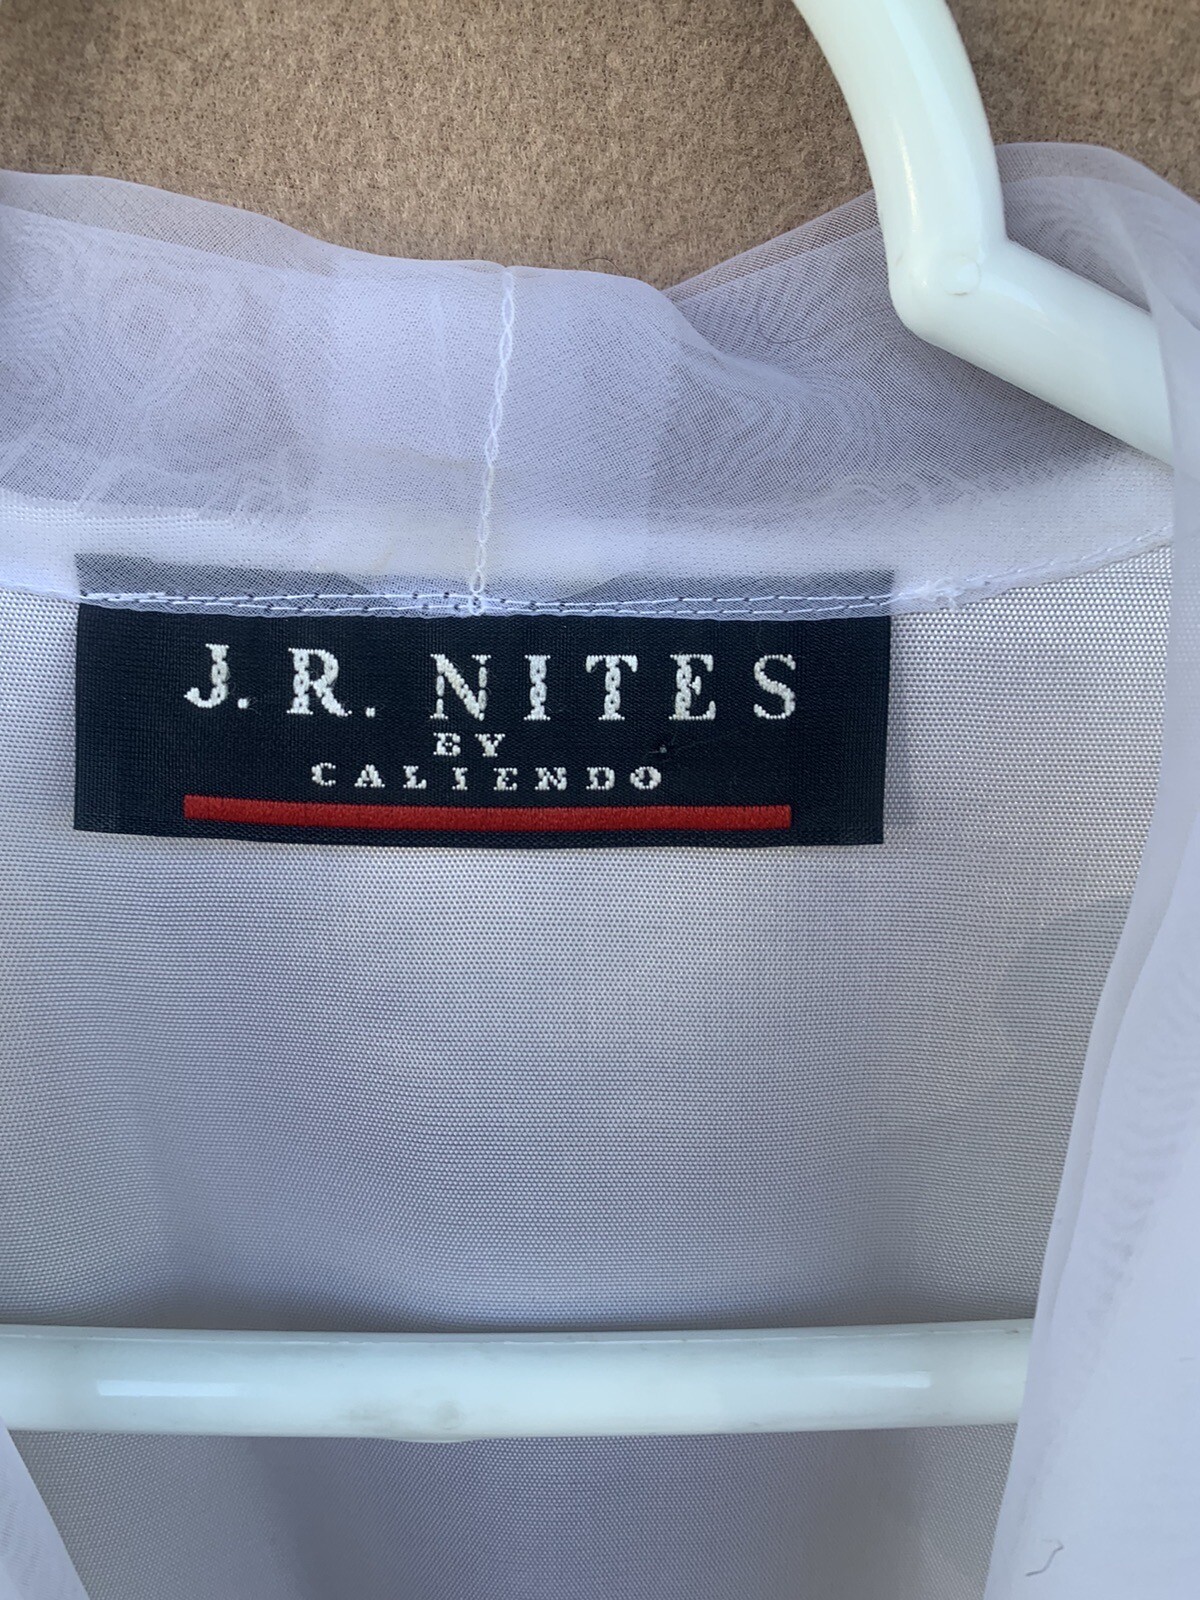 J. R. NITES
BY
CALIENDO